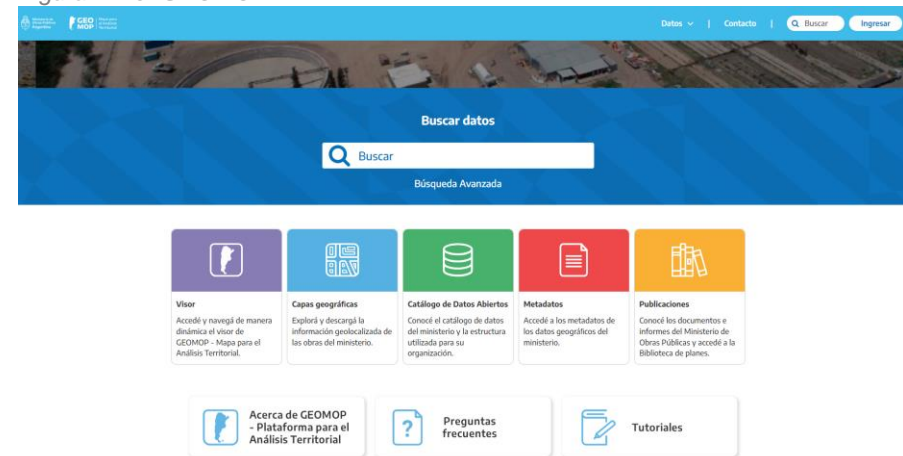 GEO
MOP
Datos | Contacto | Buscar Ingresar
Buscar datos
Buscar
Búsqueda Avanzada
Visor
Accedé y navegá de manera
dinámica el visor de
GEOMOP - Mapa para el
Análisis Territorial.
Capas geográficas
Explorá y descargá la
información geolocalizada de
las obras del ministerio.
Catálogo de Datos Abiertos
Conocé el catálogo de datos
del ministerio y la estructura
utilizada para su
organización.
Metadatos
Accedé a los metadatos de
los datos geográficos del
ministerio.
Publicaciones
Conocé los documentos e
informes del Ministerio de
Obras Públicas y accedé a la
Biblioteca de planes.
Acerca de GEOMOP
- Plataforma para el
Análisis Territorial
?
Preguntas
frecuentes
Tutoriales